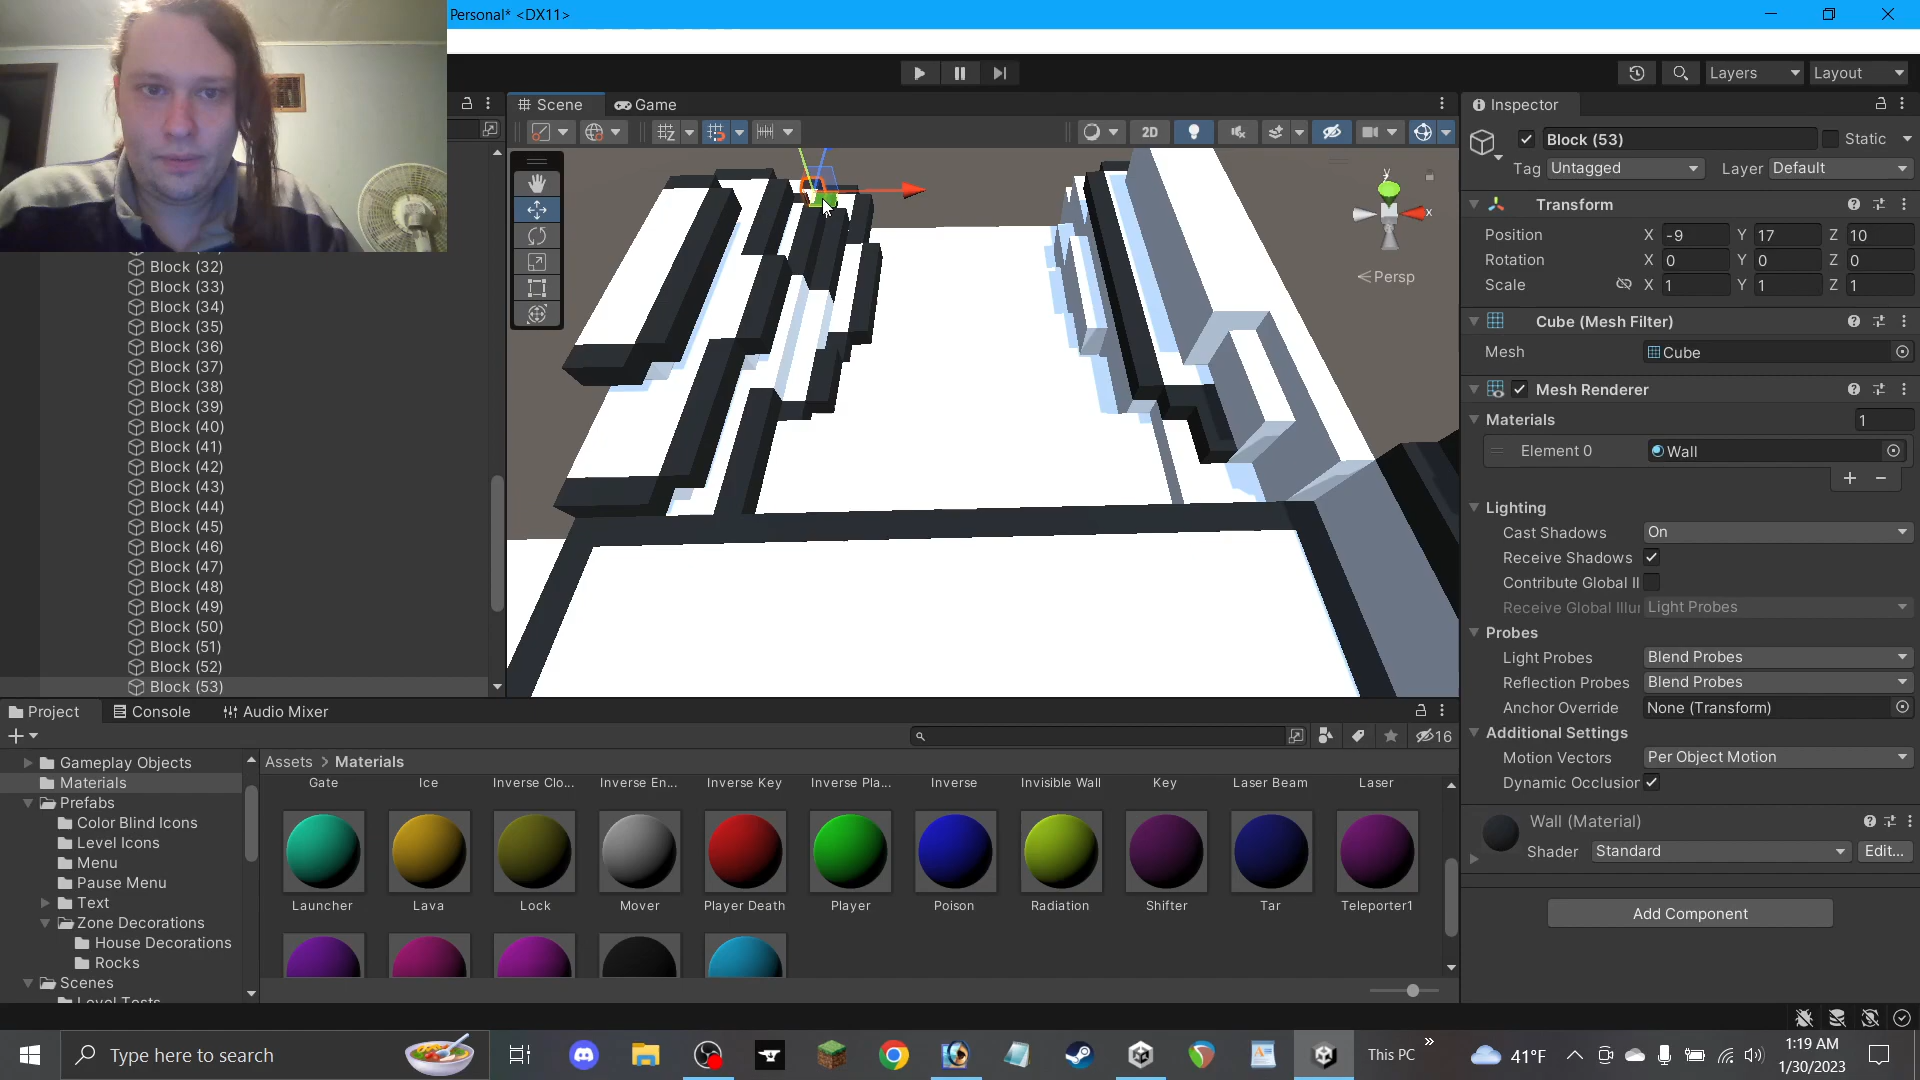 Personal* <DX11>
Layers
Layout
Scene
Game
2D
y
x
Persp
Inspector
Block (53)
Static
Tag
Untagged
Layer
Default
Transform
Position
X
-9
Y
17
Z
10
Rotation
X
0
Y
0
Z
0
Scale
X
1
Y
1
Z
1
Cube (Mesh Filter)
Mesh
Cube
Mesh Renderer
Materials
1
Element 0
Wall
Lighting
Cast Shadows
On
Receive Shadows
Contribute Global Il
Receive Global Illur
Light Probes
Probes
Light Probes
Blend Probes
Reflection Probes
Blend Probes
Anchor Override
None (Transform)
Additional Settings
Motion Vectors
Per Object Motion
Dynamic Occlusior
Wall (Material)
Shader
Standard
Edit...
Add Component
Block (32)
Block (33)
Block (34)
Block (35)
Block (36)
Block (37)
Block (38)
Block (39)
Block (40)
Block (41)
Block (42)
Block (43)
Block (44)
Block (45)
Block (46)
Block (47)
Block (48)
Block (49)
Block (50)
Block (51)
Block (52)
Block (53)
Project
Console
Audio Mixer
16
Gameplay Objects
Materials
Prefabs
Color Blind Icons
Level Icons
Menu
Pause Menu
Text
Zone Decorations
House Decorations
Rocks
Scenes
Level Tests
Assets > Materials
Gate
Ice
Inverse Clo...
Inverse En...
Inverse Key
Inverse Pla...
Inverse
Invisible Wall
Key
Laser Beam
Laser
Launcher
Lava
Lock
Mover
Player Death
Player
Poison
Radiation
Shifter
Tar
Teleporter1
Type here to search
This PC
41°F
1:19 AM
1/30/2023